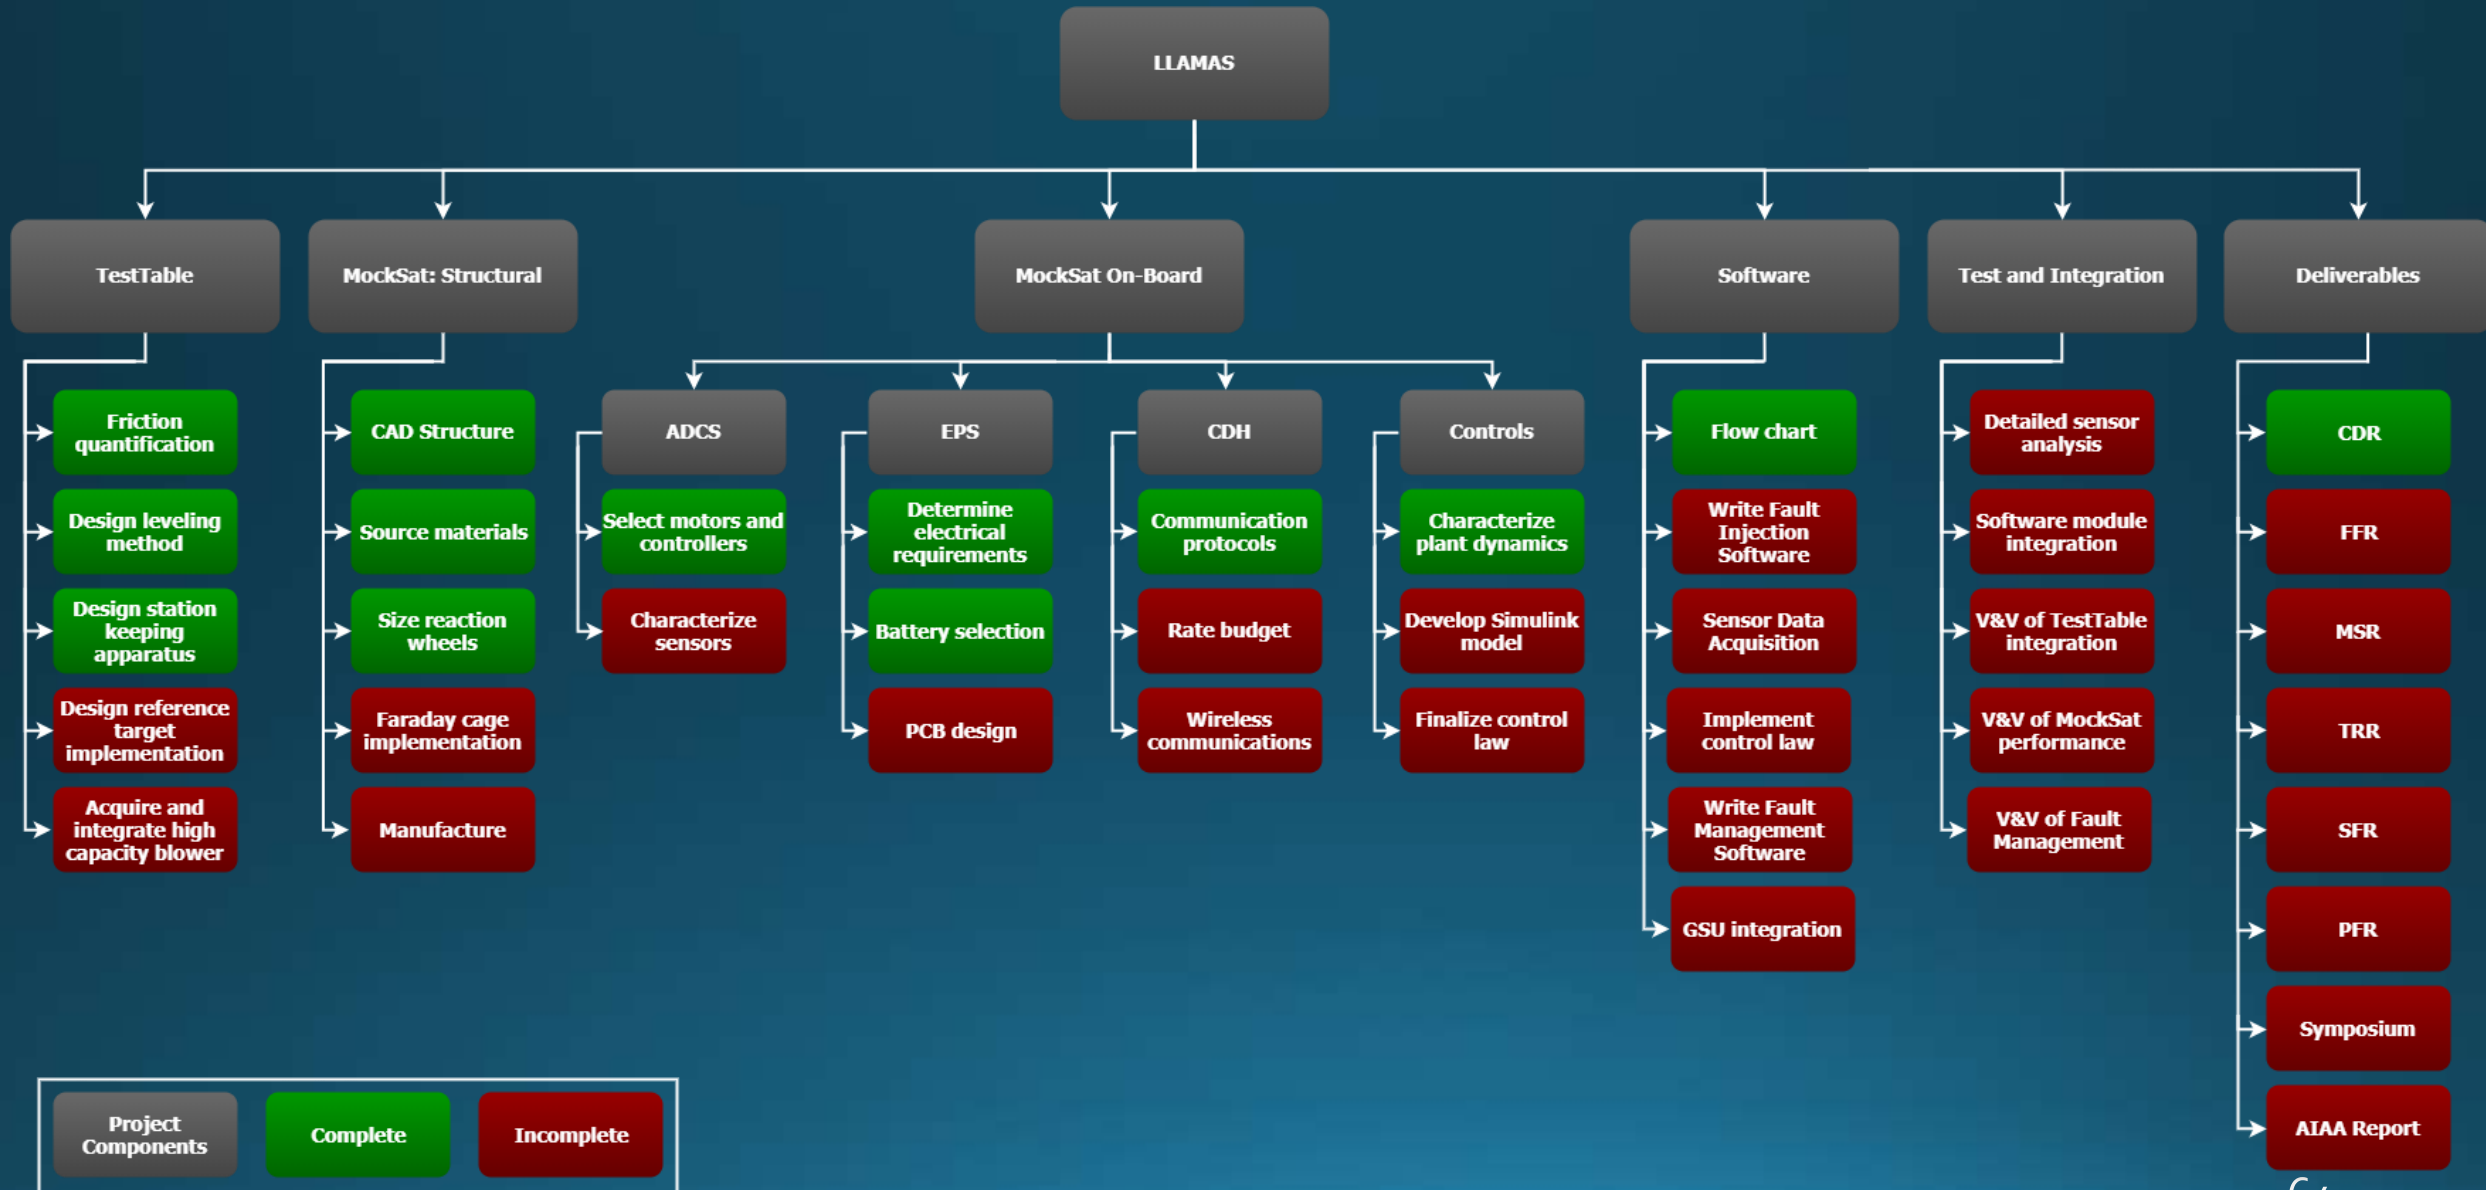 LLAMAS
TestTable
MockSat: Structural
MockSat On-Board
Software
Test and Integration
Deliverables
Friction
quantification
Design leveling
method
Design station
keeping
apparatus
Design reference
target
implementation
Acquire and
integrate high
capacity blower
CAD Structure
Source materials
Size reaction
wheels
Faraday cage
implementation
Manufacture
ADCS
Select motors and
controllers
Characterize
sensors
EPS
Determine
electrical
requirements
Battery selection
PCB design
CDH
Communication
protocols
Rate budget
Wireless
communications
Controls
Characterize
plant dynamics
Develop Simulink
model
Finalize control
law
Flow chart
Write Fault
Injection
Software
Sensor Data
Acquisition
Implement
control law
Write Fault
Management
Software
GSU integration
Detailed sensor
analysis
Software module
integration
V&V of TestTable
integration
V&V of MockSat
performance
V&V of Fault
Management
CDR
FFR
MSR
TRR
SFR
PFR
Symposium
AIAA Report
Project
Components
Complete
Incomplete